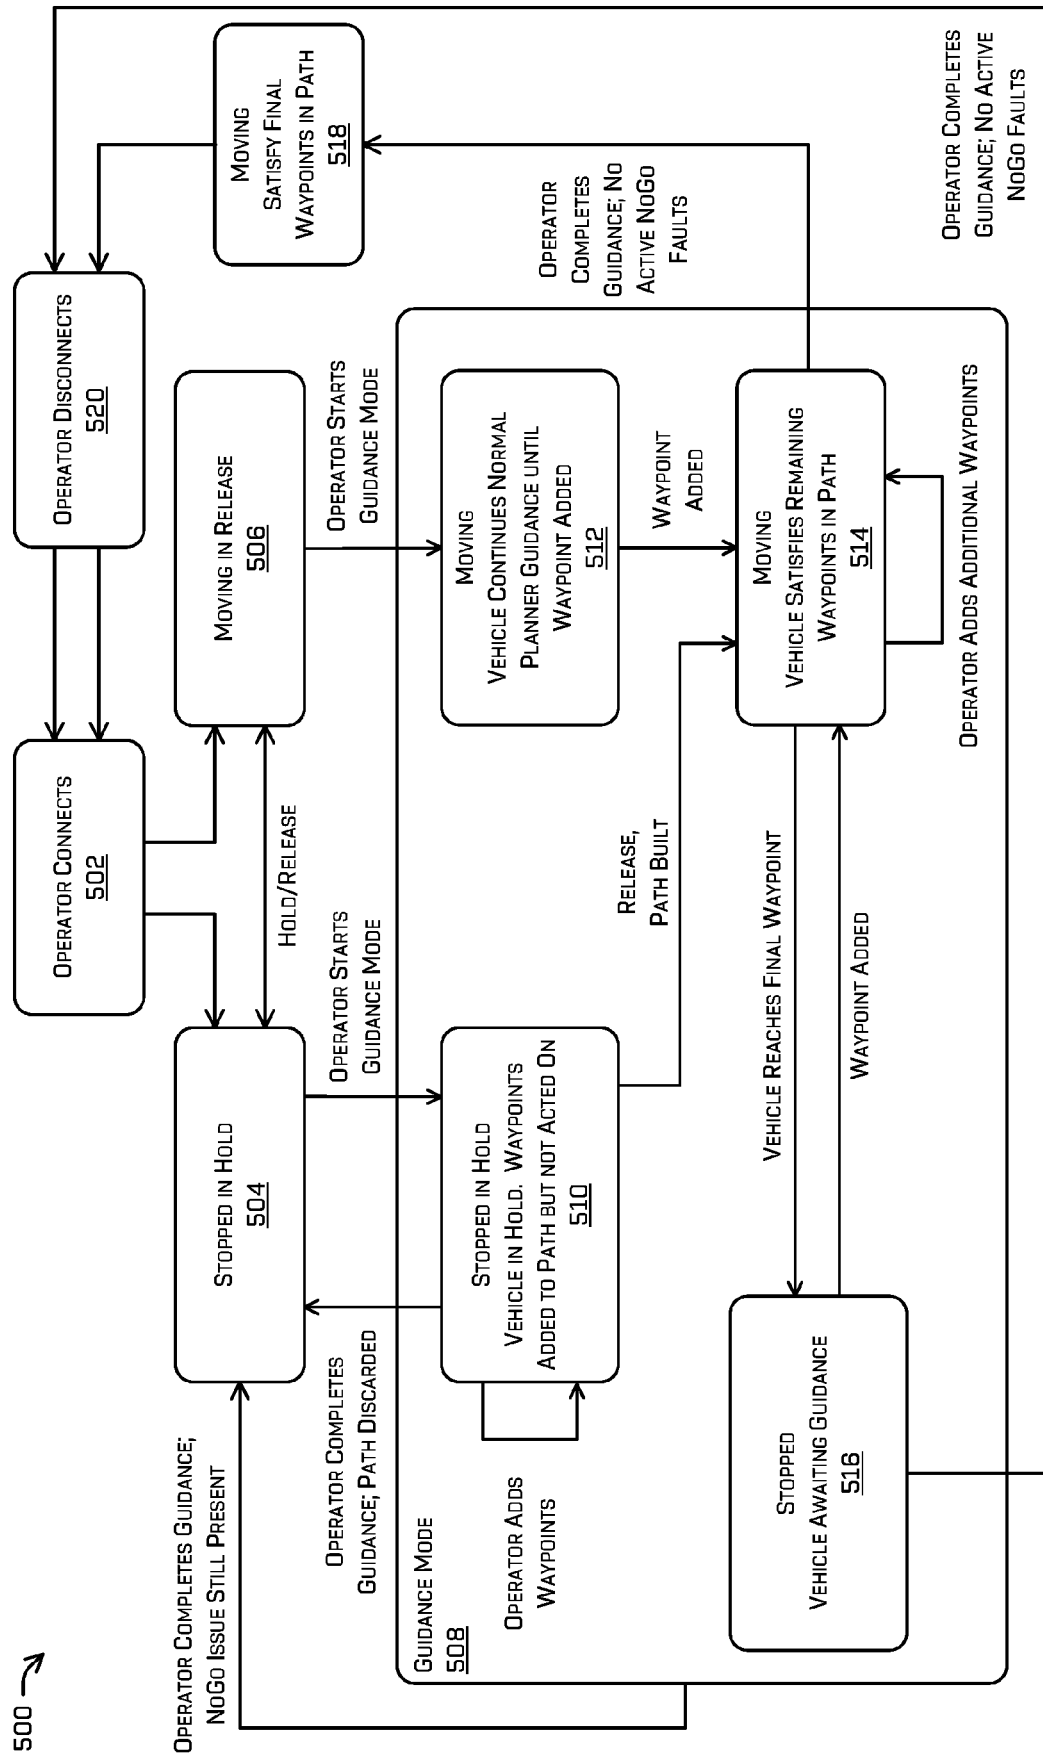 500
OPERATOR CONNECTS
502
OPERATOR DISCONNECTS
520
OPERATOR COMPLETES GUIDANCE;
NOGO ISSUE STILL PRESENT
STOPPED IN HOLD
504
HOLD/RELEASE
MOVING IN RELEASE
506
MOVING
SATISFY FINAL
WAYPOINTS IN PATH
518
OPERATOR COMPLETES
GUIDANCE; PATH DISCARDED
OPERATOR STARTS
GUIDANCE MODE
OPERATOR STARTS
GUIDANCE MODE
GUIDANCE MODE
508
OPERATOR ADDS
WAYPOINTS
STOPPED IN HOLD
VEHICLE IN HOLD. WAYPOINTS
ADDED TO PATH BUT NOT ACTED ON
510
MOVING
VEHICLE CONTINUES NORMAL
PLANNER GUIDANCE UNTIL
WAYPOINT ADDED
512
OPERATOR
COMPLETES
GUIDANCE; NO
ACTIVE NOGO
FAULTS
RELEASE,
PATH BUILT
WAYPOINT
ADDED
STOPPED
VEHICLE AWAITING GUIDANCE
516
VEHICLE REACHES FINAL WAYPOINT
WAYPOINT ADDED
MOVING
VEHICLE SATISFIES REMAINING
WAYPOINTS IN PATH
514
OPERATOR ADDS ADDITIONAL WAYPOINTS
OPERATOR COMPLETES
GUIDANCE; NO ACTIVE
NOGO FAULTS